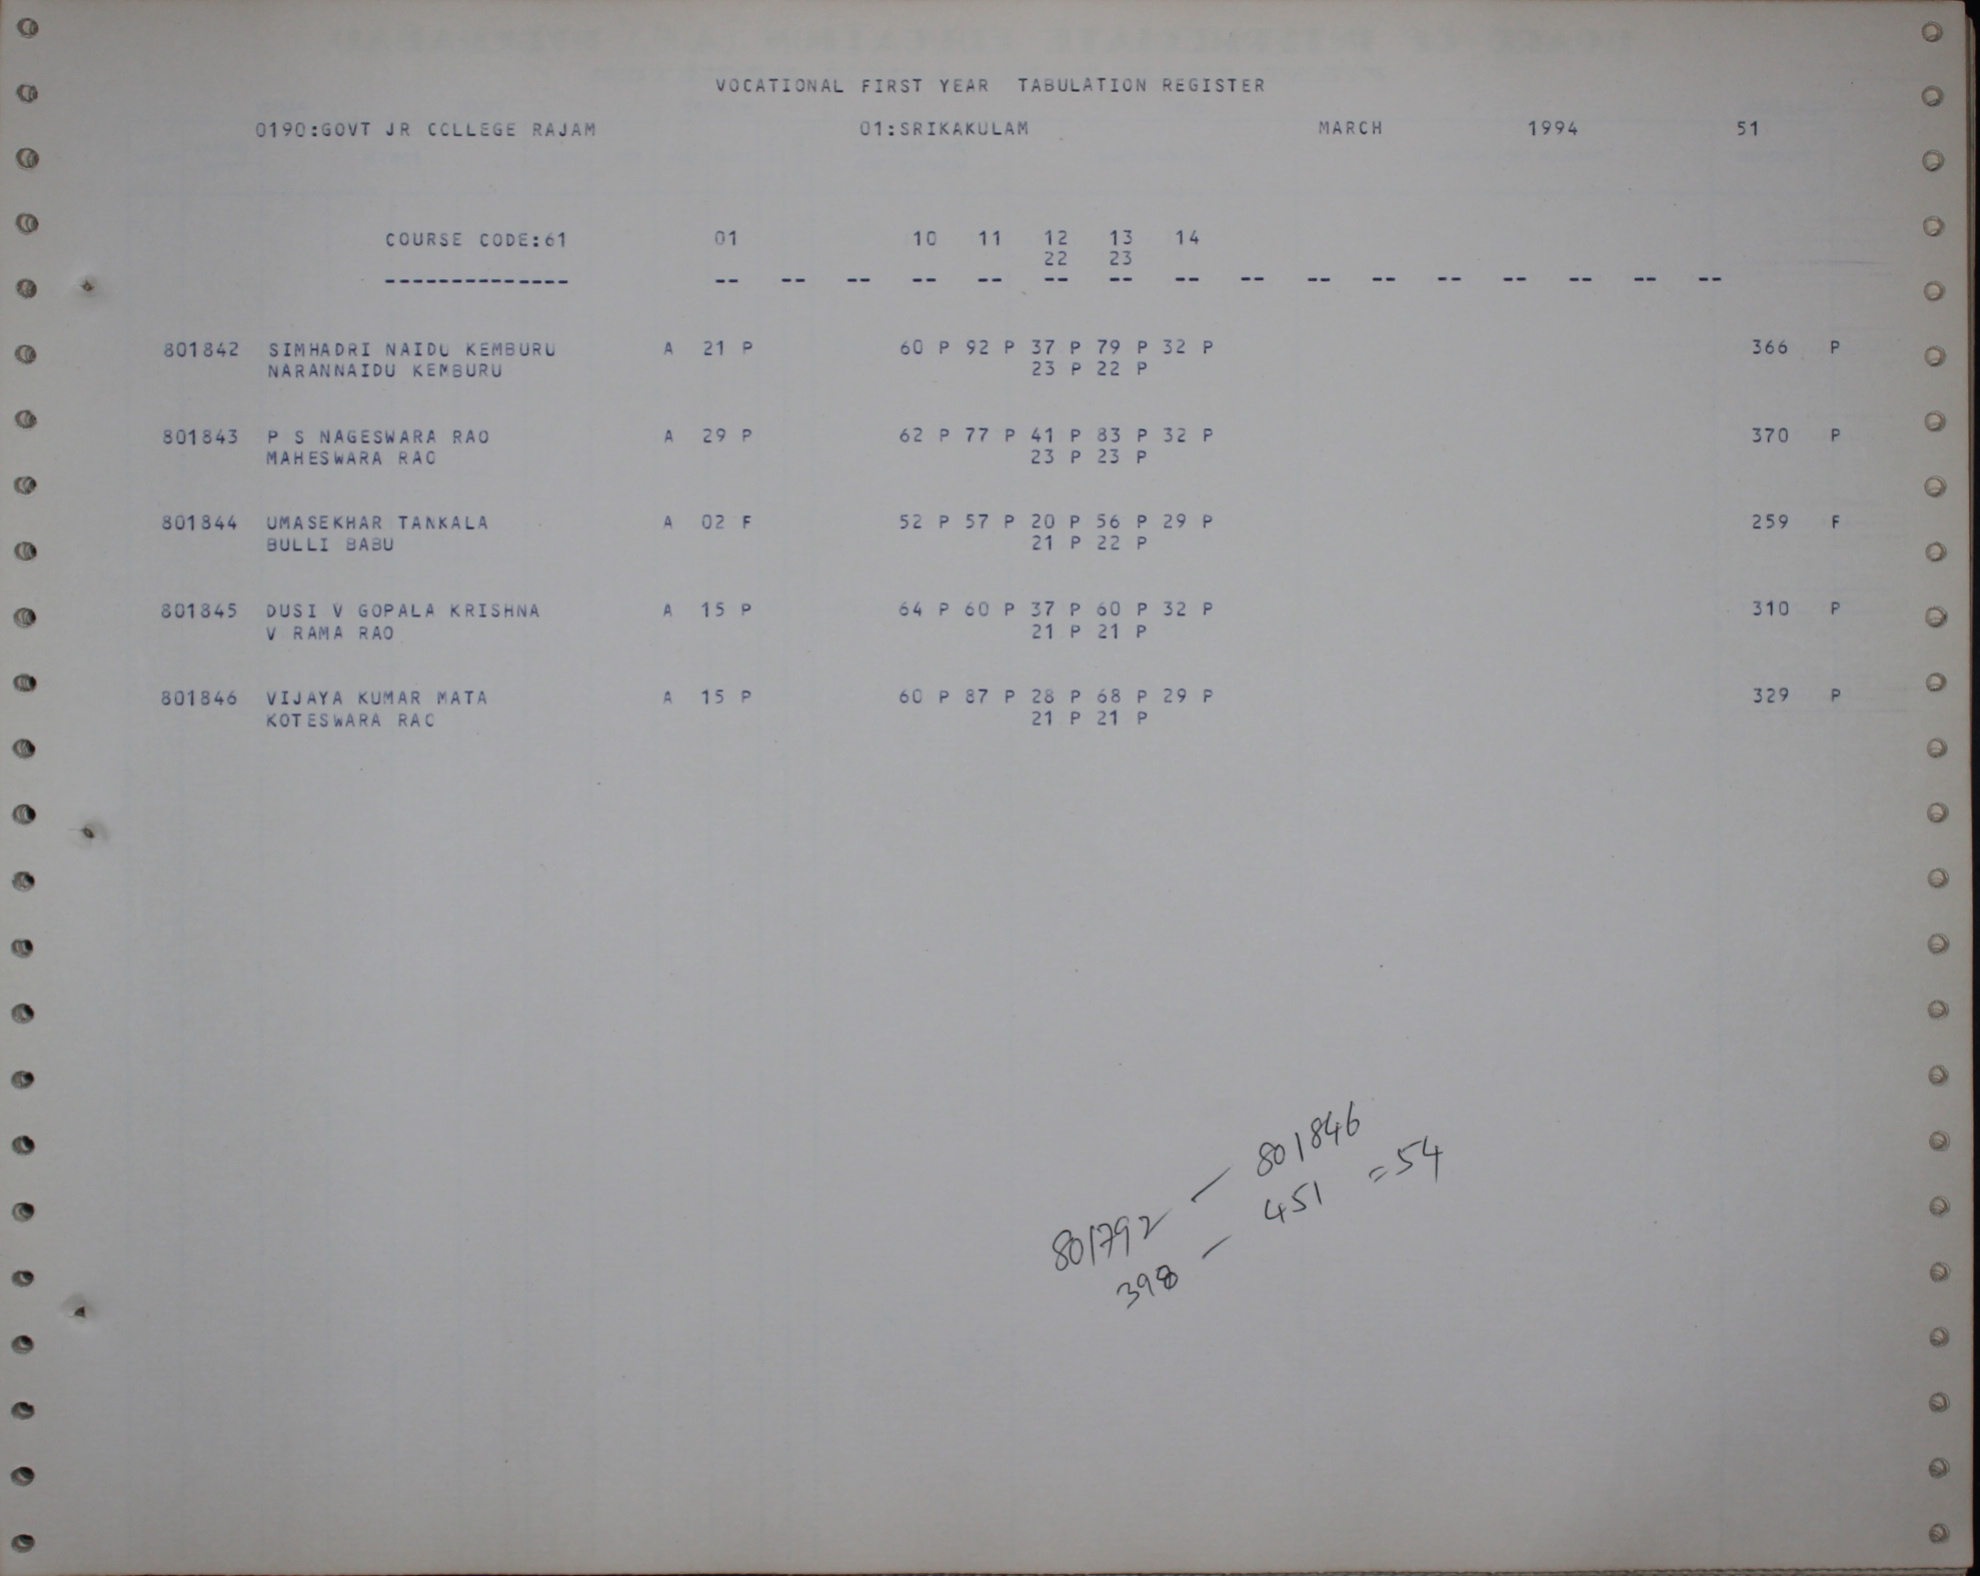 VOCATIONAL FIRST YEAR TABULATION REGISTER
0190:GOVT JR COLLEGE RAJAM 01:SRIKAKULAM MARCH 1994 51
COURSE CODE:61 01 10 11 12 13 14
22 23
-------------- -- -- -- -- -- -- -- -- -- -- -- -- -- -- -- --
801842 SIMHADRI NAIDU KEMBURU A 21 P 60 P 92 P 37 P 79 P 32 P 366 P
NARANNAIDU KEMBURU 23 P 22 P
801843 P S NAGESWARA RAO A 29 P 62 P 77 P 41 P 83 P 32 P 370 P
MAHESWARA RAO 23 P 23 P
801844 UMASEKHAR TANKALA A 02 F 52 P 57 P 20 P 56 P 29 P 259 F
BULLI BABU 21 P 22 P
801845 DUSI V GOPALA KRISHNA A 15 P 64 P 60 P 37 P 60 P 32 P 310 P
V RAMA RAO 21 P 21 P
801846 VIJAYA KUMAR MATA A 15 P 60 P 87 P 28 P 68 P 29 P 329 P
KOTESWARA RAO 21 P 21 P
801792 — 801846
398 — 451 = 54